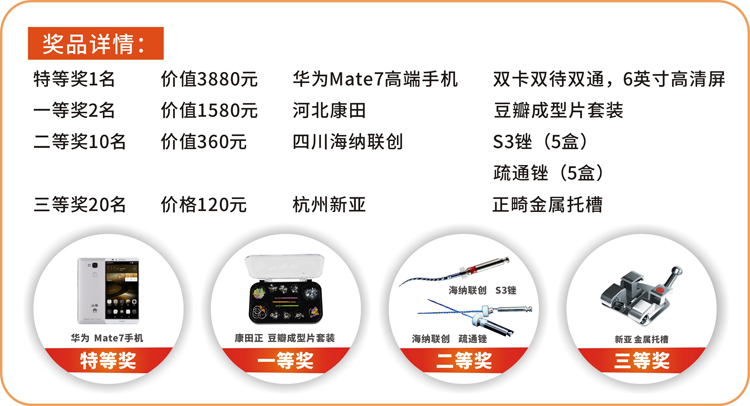 奖品详情：
特等奖1名 价值3880元 华为Mate7高端手机 双卡双待双通，6英寸高清屏
一等奖2名 价值1580元 河北康田 豆瓣成型片套装
二等奖10名 价值360元 四川海纳联创 S3锉（5盒）
疏通锉（5盒）
三等奖20名 价格120元 杭州新亚 正畸金属托槽
华为 Mate7手机
特等奖
康田正 豆瓣成型片套装
一等奖
海纳联创 S3锉
海纳联创 疏通锉
二等奖
新亚 金属托槽
三等奖